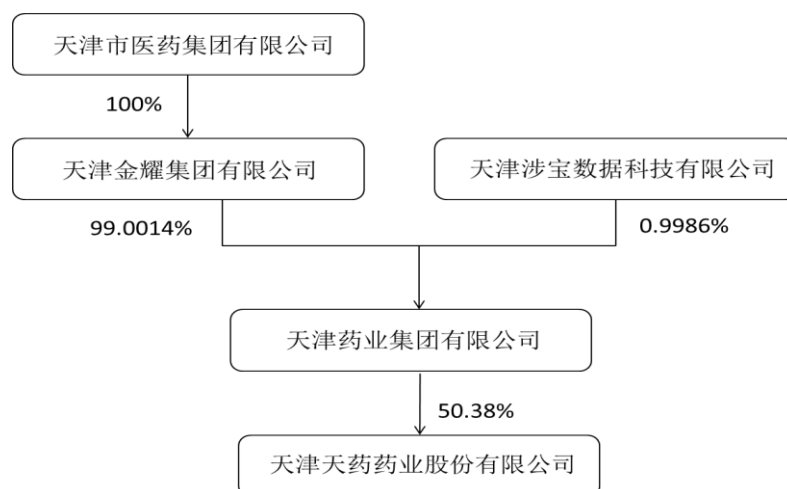 天津市医药集团有限公司
100%
天津金耀集团有限公司
天津涉宝数据科技有限公司
99.0014%
0.9986%
天津药业集团有限公司
50.38%
天津天药药业股份有限公司